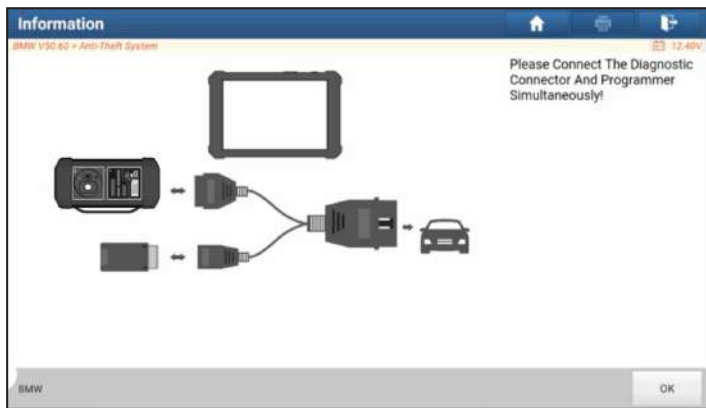 Information
BMW V50.60 > Anti-Theft System
12.40V
Please Connect The Diagnostic
Connector And Programmer
Simultaneously!
BMW
OK